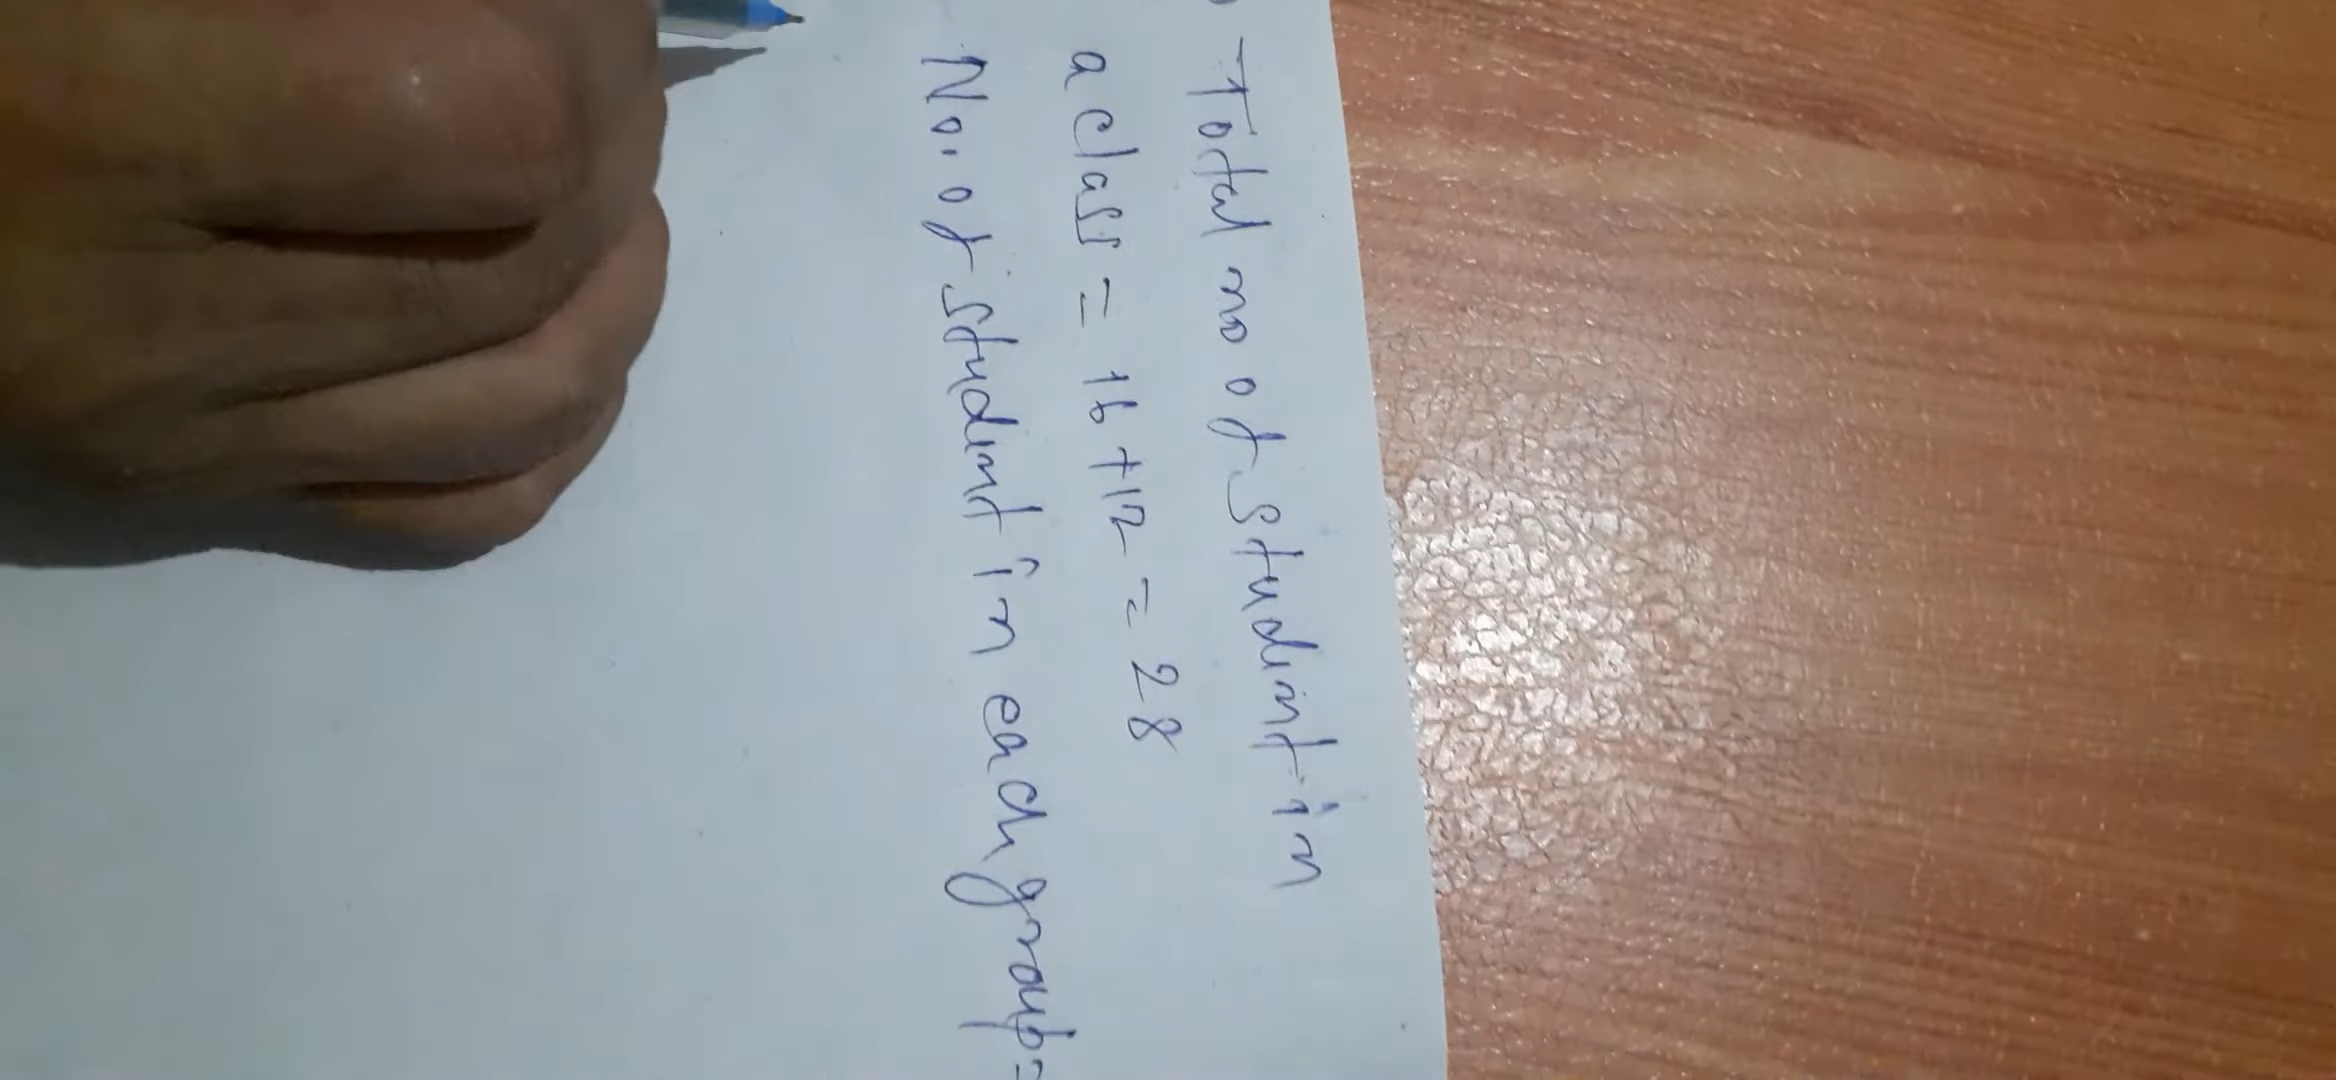 Total no of student in
a class = 16 + 12 = 28
No. of student in each group =